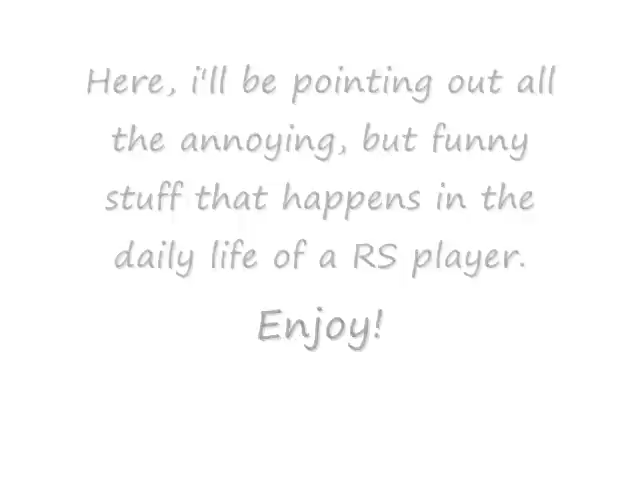 Here, i'll be pointing out all
the annoying, but funny
stuff that happens in the
daily life of a RS player.
Enjoy!